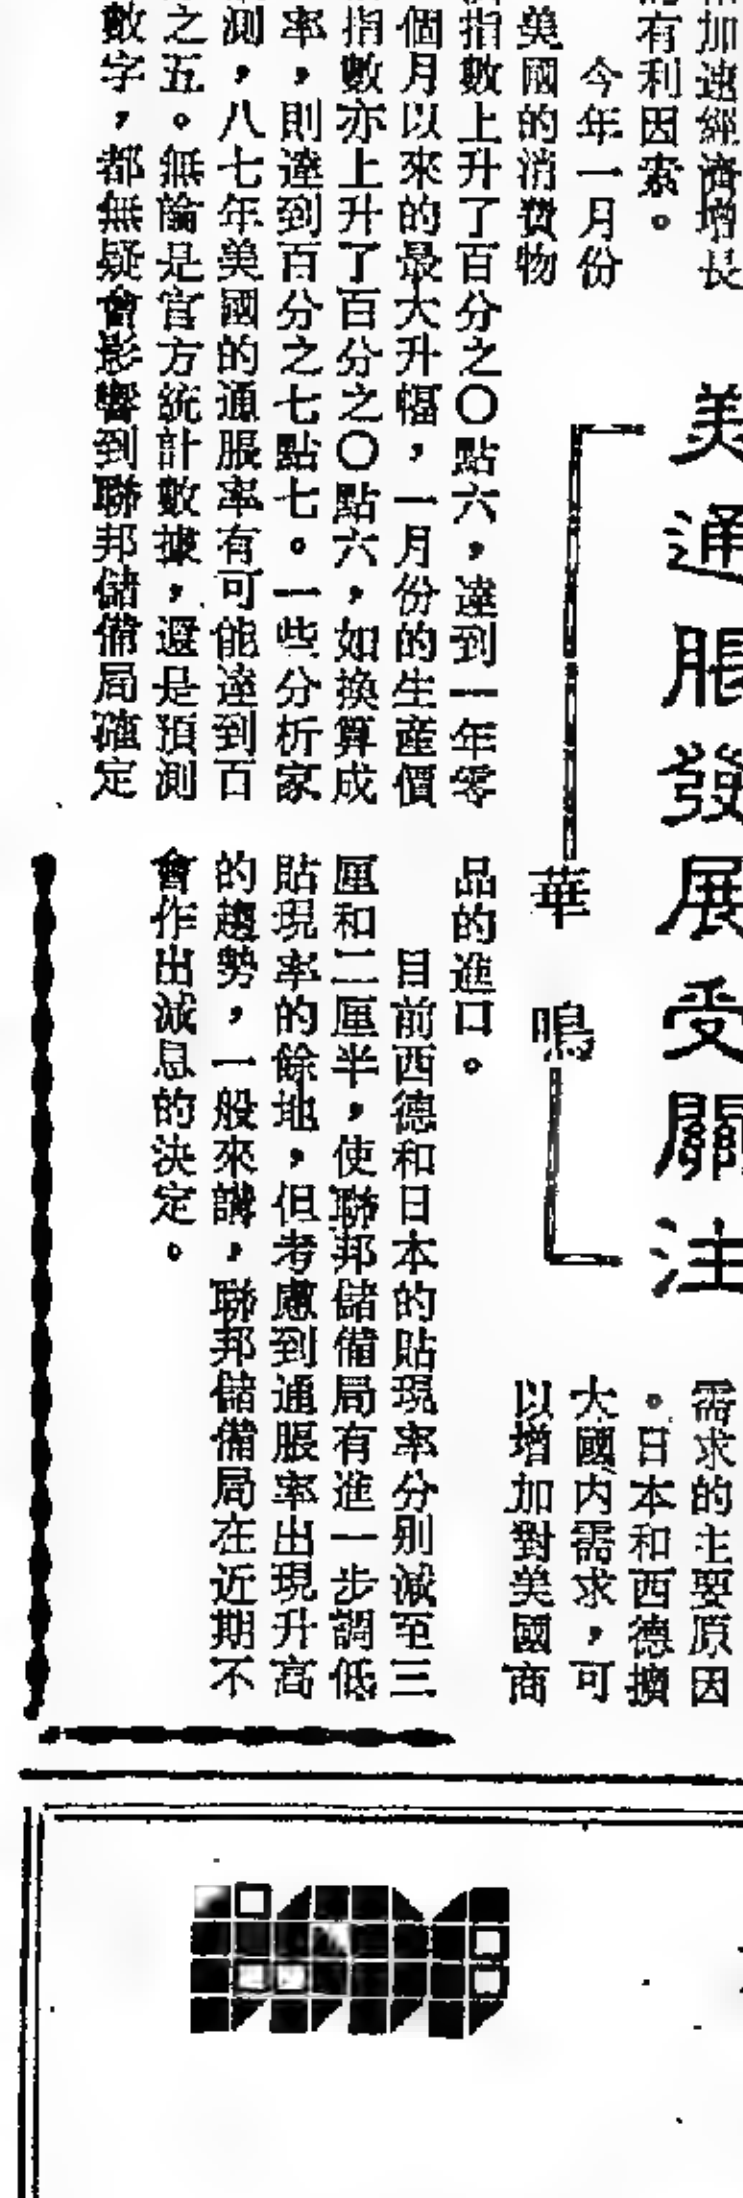 美通脹發展受關注
華鳴
加速經濟增長
有利因素。
今年一月份
美國的消費物
指數上升了百分之〇點六，達到一年零
個月以來的最大升幅，一月份的生產價
指數亦上升了百分之〇點六，如換算成
率，則達到百分之七點七。一些分析家
測，八七年美國的通脹率有可能達到百
之五。無論是官方統計數據，還是預測
數字，都無疑會影響到聯邦儲備局確定
需求的主要原因
。日本和西德擴
大國内需求，可
以增加對美國商
品的進口。
目前西德和日本的貼現率分別減至三
厘和二厘半，使聯邦儲備局有進一步調低
貼現率的餘地，但考慮到通脹率出現升高
的趨勢，一般來講，聯邦儲備局在近期不
會作出減息的決定。